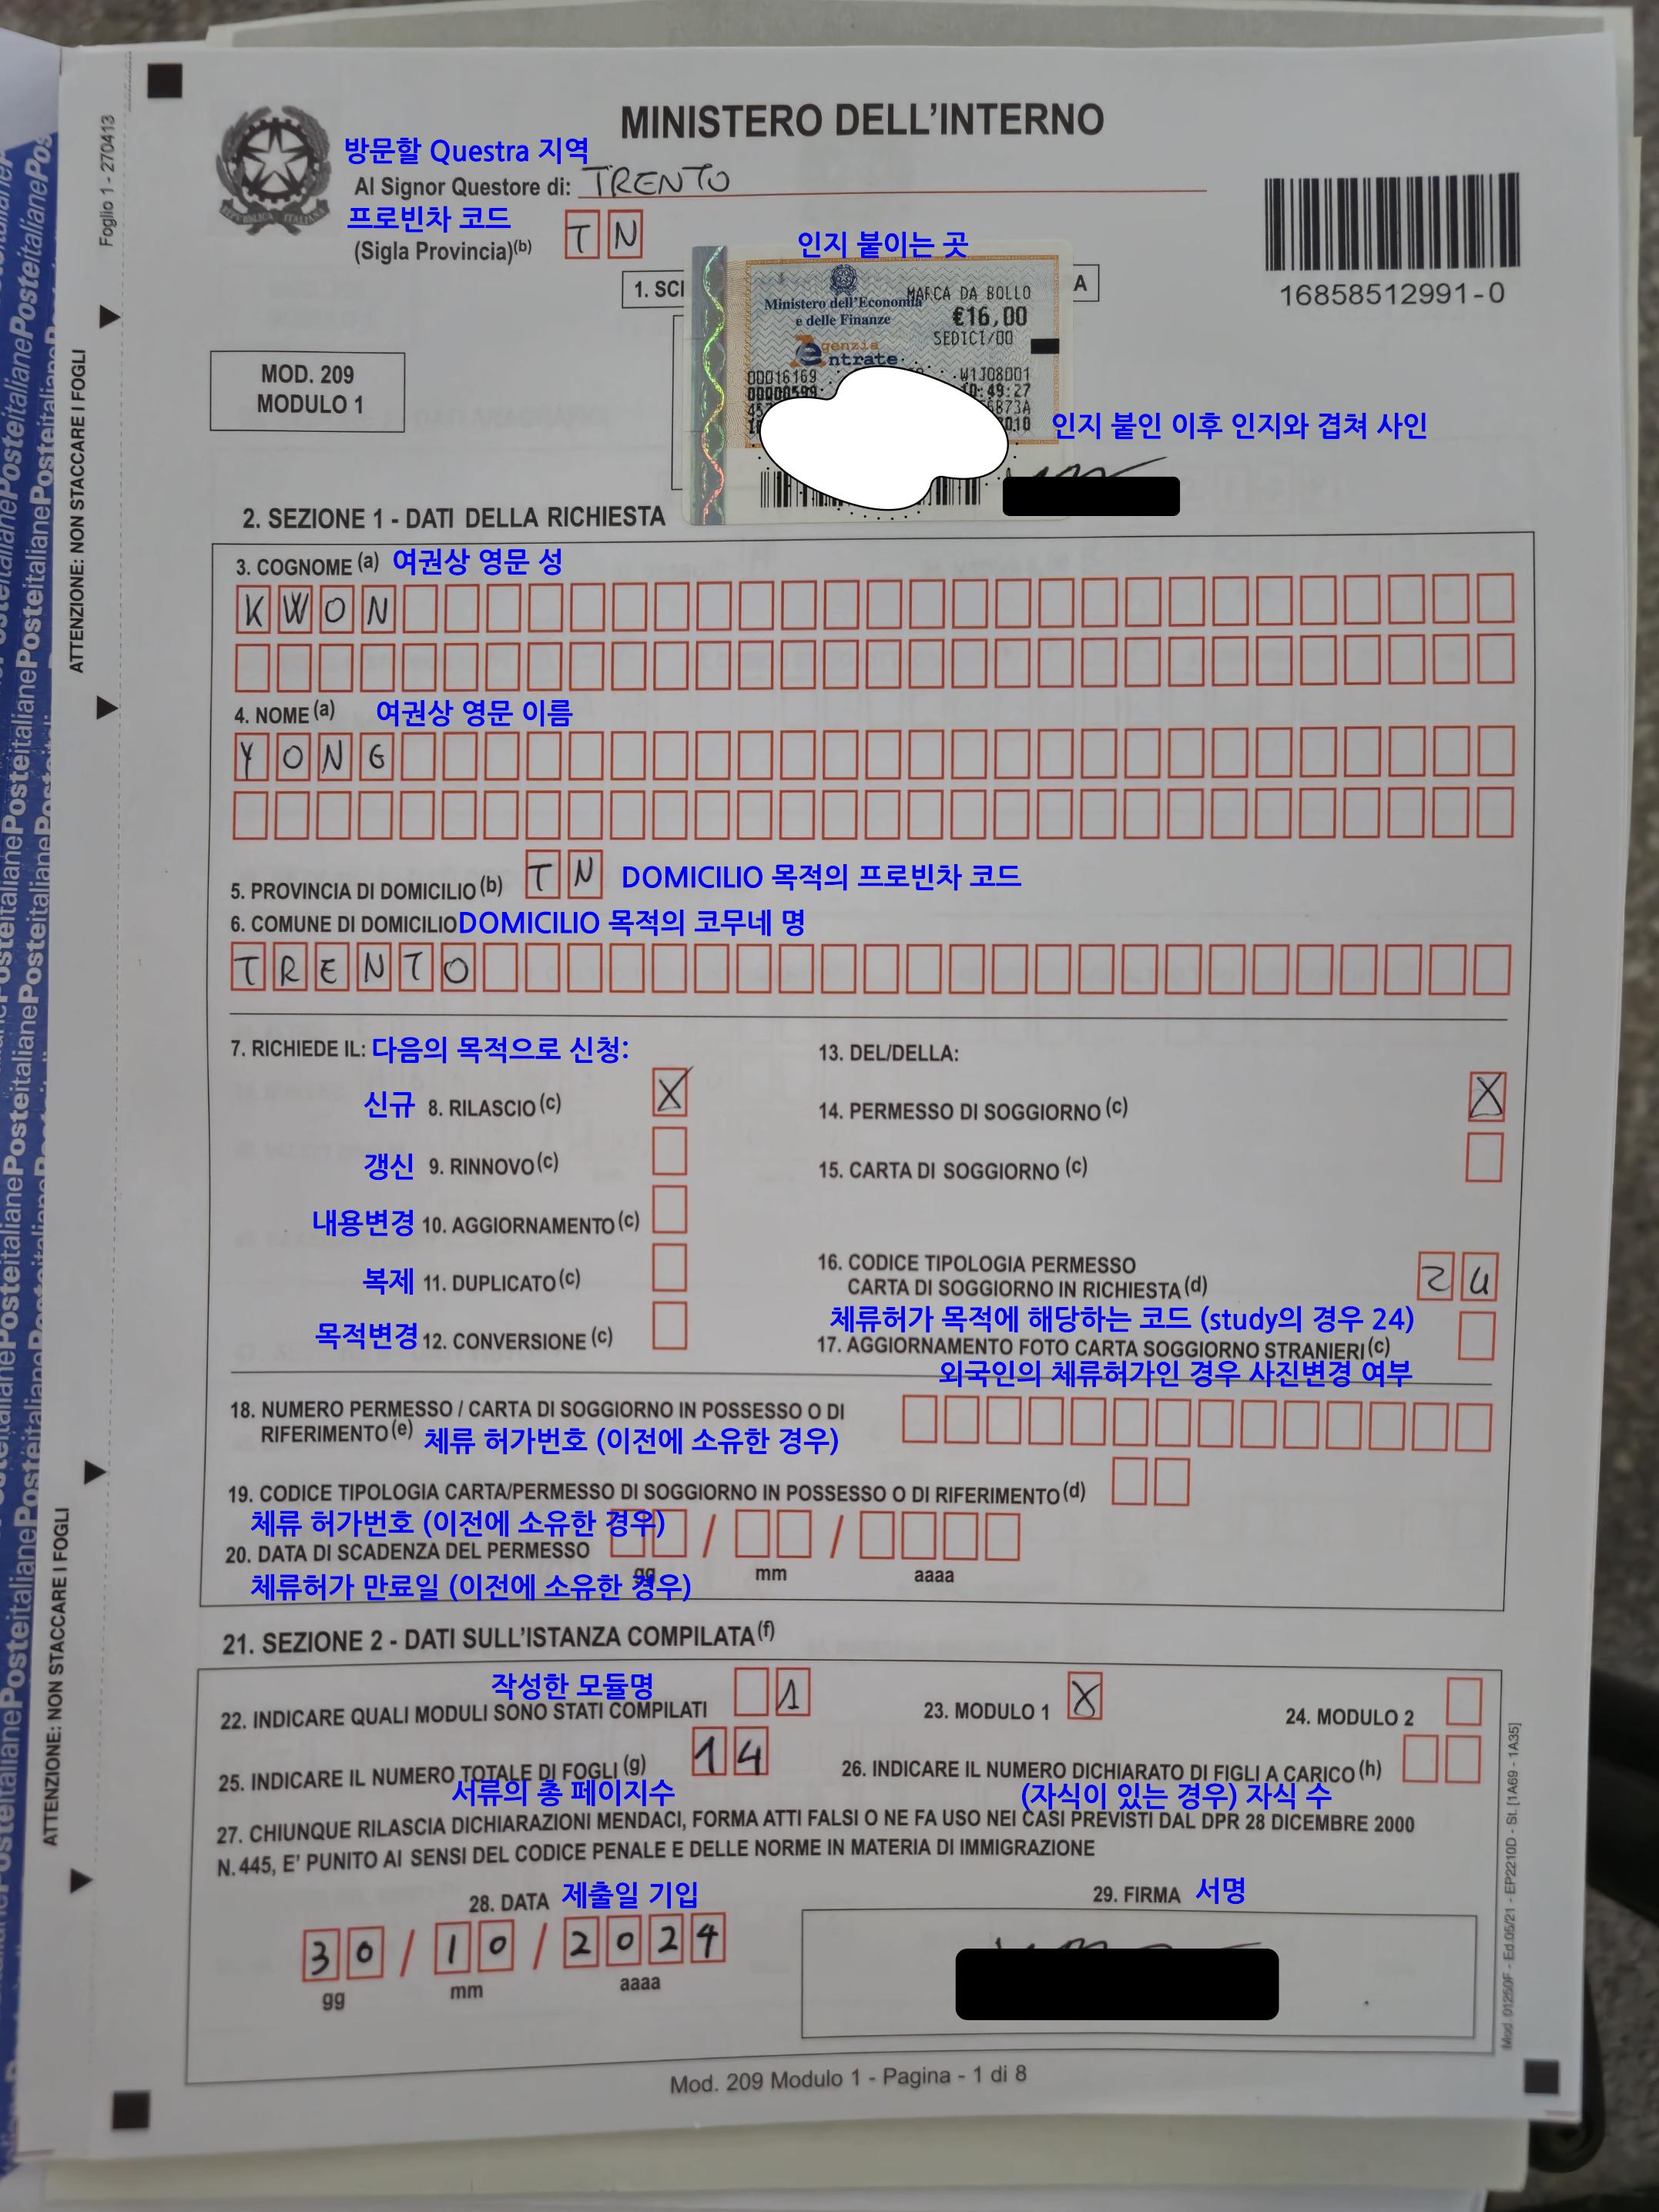 Foglio 1 - 270413
ATTENZIONE: NON STACCARE I FOGLI
ATTENZIONE: NON STACCARE I FOGLI
MINISTERO DELL'INTERNO
방문할 Questra 지역
Al Signor Questore di: TRENTO
프로빈차 코드
(Sigla Provincia)(b) TN
REPUBBLICA ITALIANA
16858512991-0
인지 붙이는 곳
1. SC
A
MARCA DA BOLLO
Ministero dell'Economia
e delle Finanze
€16,00
SEDICI/00
genzia
ntrate
00016169 W1J08001
00000599
10:49:27
인지 붙인 이후 인지와 겹쳐 사인
MOD. 209
MODULO 1
2. SEZIONE 1 - DATI DELLA RICHIESTA
3. COGNOME (a) 여권상 영문 성
KWON
4. NOME (a) 여권상 영문 이름
YONG
5. PROVINCIA DI DOMICILIO (b) TN DOMICILIO 목적의 프로빈차 코드
6. COMUNE DI DOMICILIO DOMICILIO 목적의 코무네 명
TRENTO
7. RICHIEDE IL: 다음의 목적으로 신청:
신규 8. RILASCIO (c) X
갱신 9. RINNOVO (c)
내용변경 10. AGGIORNAMENTO (c)
복제 11. DUPLICATO (c)
목적변경 12. CONVERSIONE (c)
13. DEL/DELLA:
14. PERMESSO DI SOGGIORNO (c) X
15. CARTA DI SOGGIORNO (c)
16. CODICE TIPOLOGIA PERMESSO
CARTA DI SOGGIORNO IN RICHIESTA (d) 24
체류허가 목적에 해당하는 코드 (study의 경우 24)
17. AGGIORNAMENTO FOTO CARTA SOGGIORNO STRANIERI (c)
외국인의 체류허가인 경우 사진변경 여부
18. NUMERO PERMESSO / CARTA DI SOGGIORNO IN POSSESSO O DI
RIFERIMENTO (e) 체류 허가번호 (이전에 소유한 경우)
19. CODICE TIPOLOGIA CARTA/PERMESSO DI SOGGIORNO IN POSSESSO O DI RIFERIMENTO (d)
체류 허가번호 (이전에 소유한 경우)
20. DATA DI SCADENZA DEL PERMESSO / /
gg mm aaaa
체류허가 만료일 (이전에 소유한 경우)
21. SEZIONE 2 - DATI SULL'ISTANZA COMPILATA (f)
작성한 모듈명
22. INDICARE QUALI MODULI SONO STATI COMPILATI 1
23. MODULO 1 X
24. MODULO 2
25. INDICARE IL NUMERO TOTALE DI FOGLI (g) 14
서류의 총 페이지수
26. INDICARE IL NUMERO DICHIARATO DI FIGLI A CARICO (h)
(자식이 있는 경우) 자식 수
27. CHIUNQUE RILASCIA DICHIARAZIONI MENDACI, FORMA ATTI FALSI O NE FA USO NEI CASI PREVISTI DAL DPR 28 DICEMBRE 2000
N.445, E' PUNITO AI SENSI DEL CODICE PENALE E DELLE NORME IN MATERIA DI IMMIGRAZIONE
28. DATA 제출일 기입
30 / 10 / 2024
gg mm aaaa
29. FIRMA 서명
Mod. 209 Modulo 1 - Pagina - 1 di 8
Mod. 01250F - Ed.05/21 - EP2210D - St. [1A69 - 1A35]